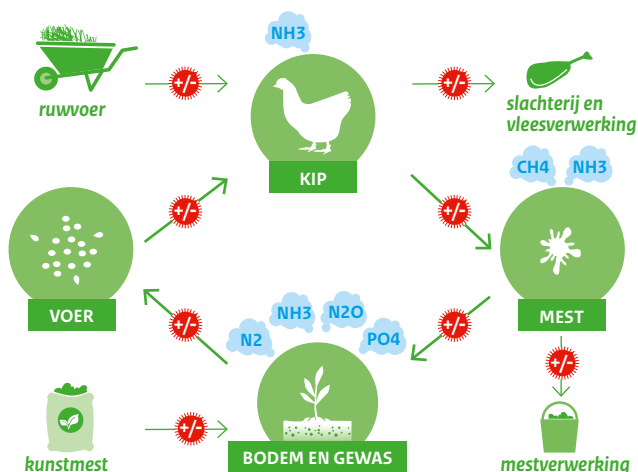 NH3
ruwvoer
+/-
+/-
slachterij en
vleesverwerking
KIP
CH4
NH3
+/-
+/-
VOER
MEST
N2
NH3
N2O
PO4
+/-
+/-
+/-
kunstmest
+/-
BODEM EN GEWAS
mestverwerking